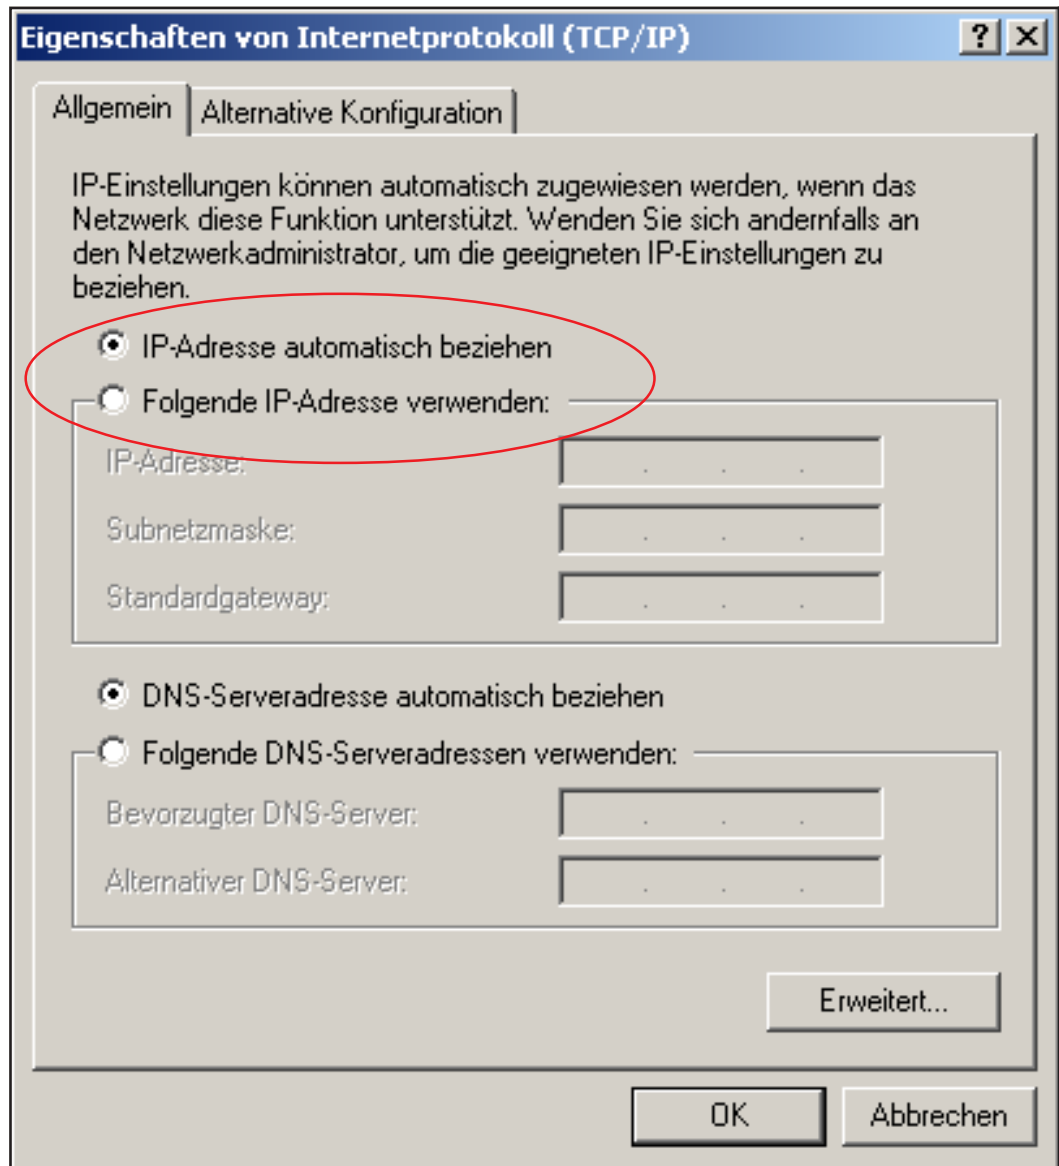 Eigenschaften von Internetprotokoll (TCP/IP)
Allgemein
Alternative Konfiguration
IP-Einstellungen können automatisch zugewiesen werden, wenn das
Netzwerk diese Funktion unterstützt. Wenden Sie sich andernfalls an
den Netzwerkadministrator, um die geeigneten IP-Einstellungen zu
beziehen.
IP-Adresse automatisch beziehen
Folgende IP-Adresse verwenden:
IP-Adresse:
Subnetzmaske:
Standardgateway:
DNS-Serveradresse automatisch beziehen
Folgende DNS-Serveradressen verwenden:
Bevorzugter DNS-Server:
Alternativer DNS-Server:
Erweitert...
OK
Abbrechen